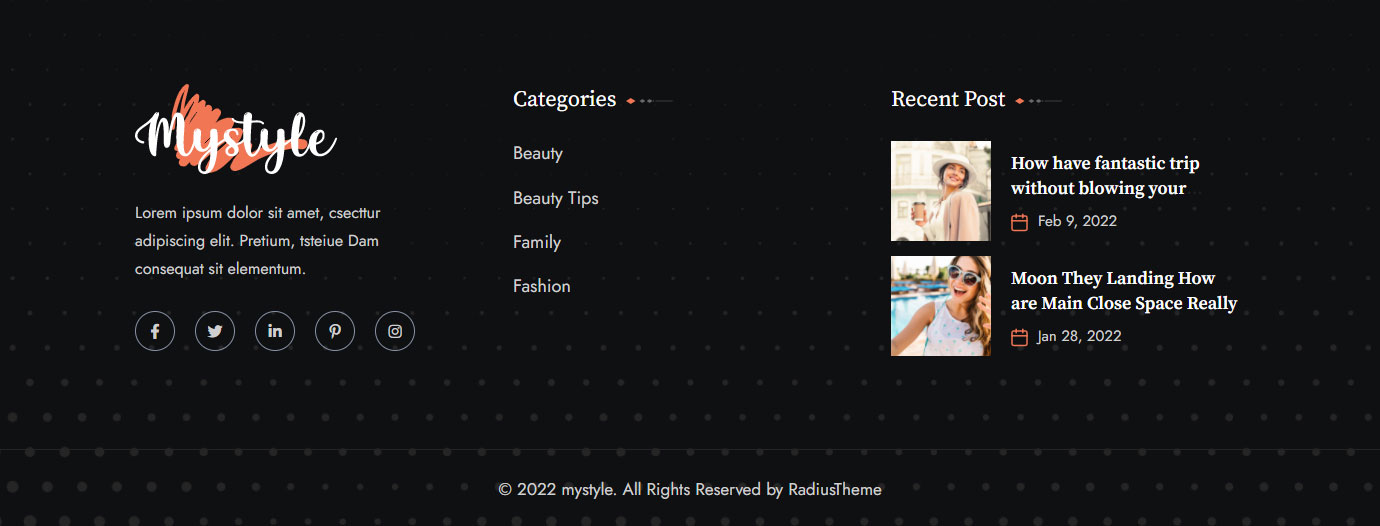 Mystyle
Lorem ipsum dolor sit amet, csecttur
adipiscing elit. Pretium, tsteiue Dam
consequat sit elementum.
Categories
Beauty
Beauty Tips
Family
Fashion
Recent Post
How have fantastic trip
without blowing your
Feb 9, 2022
Moon They Landing How
are Main Close Space Really
Jan 28, 2022
© 2022 mystyle. All Rights Reserved by RadiusTheme